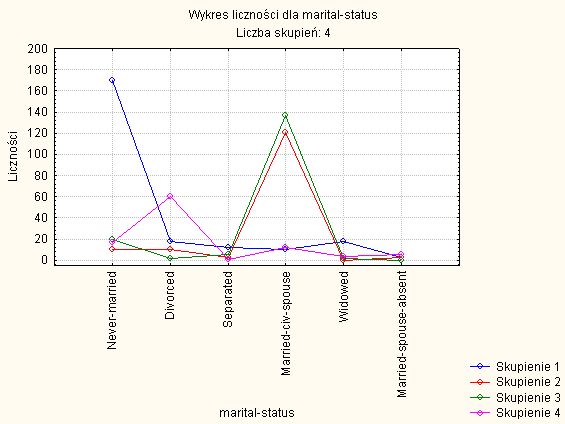 Wykres liczności dla marital-status
Liczba skupień: 4
200
180
160
140
120
100
80
60
40
20
0
Liczności
Never-married
Divorced
Separated
Married-civ-spouse
Widowed
Married-spouse-absent
marital-status
Skupienie 1
Skupienie 2
Skupienie 3
Skupienie 4